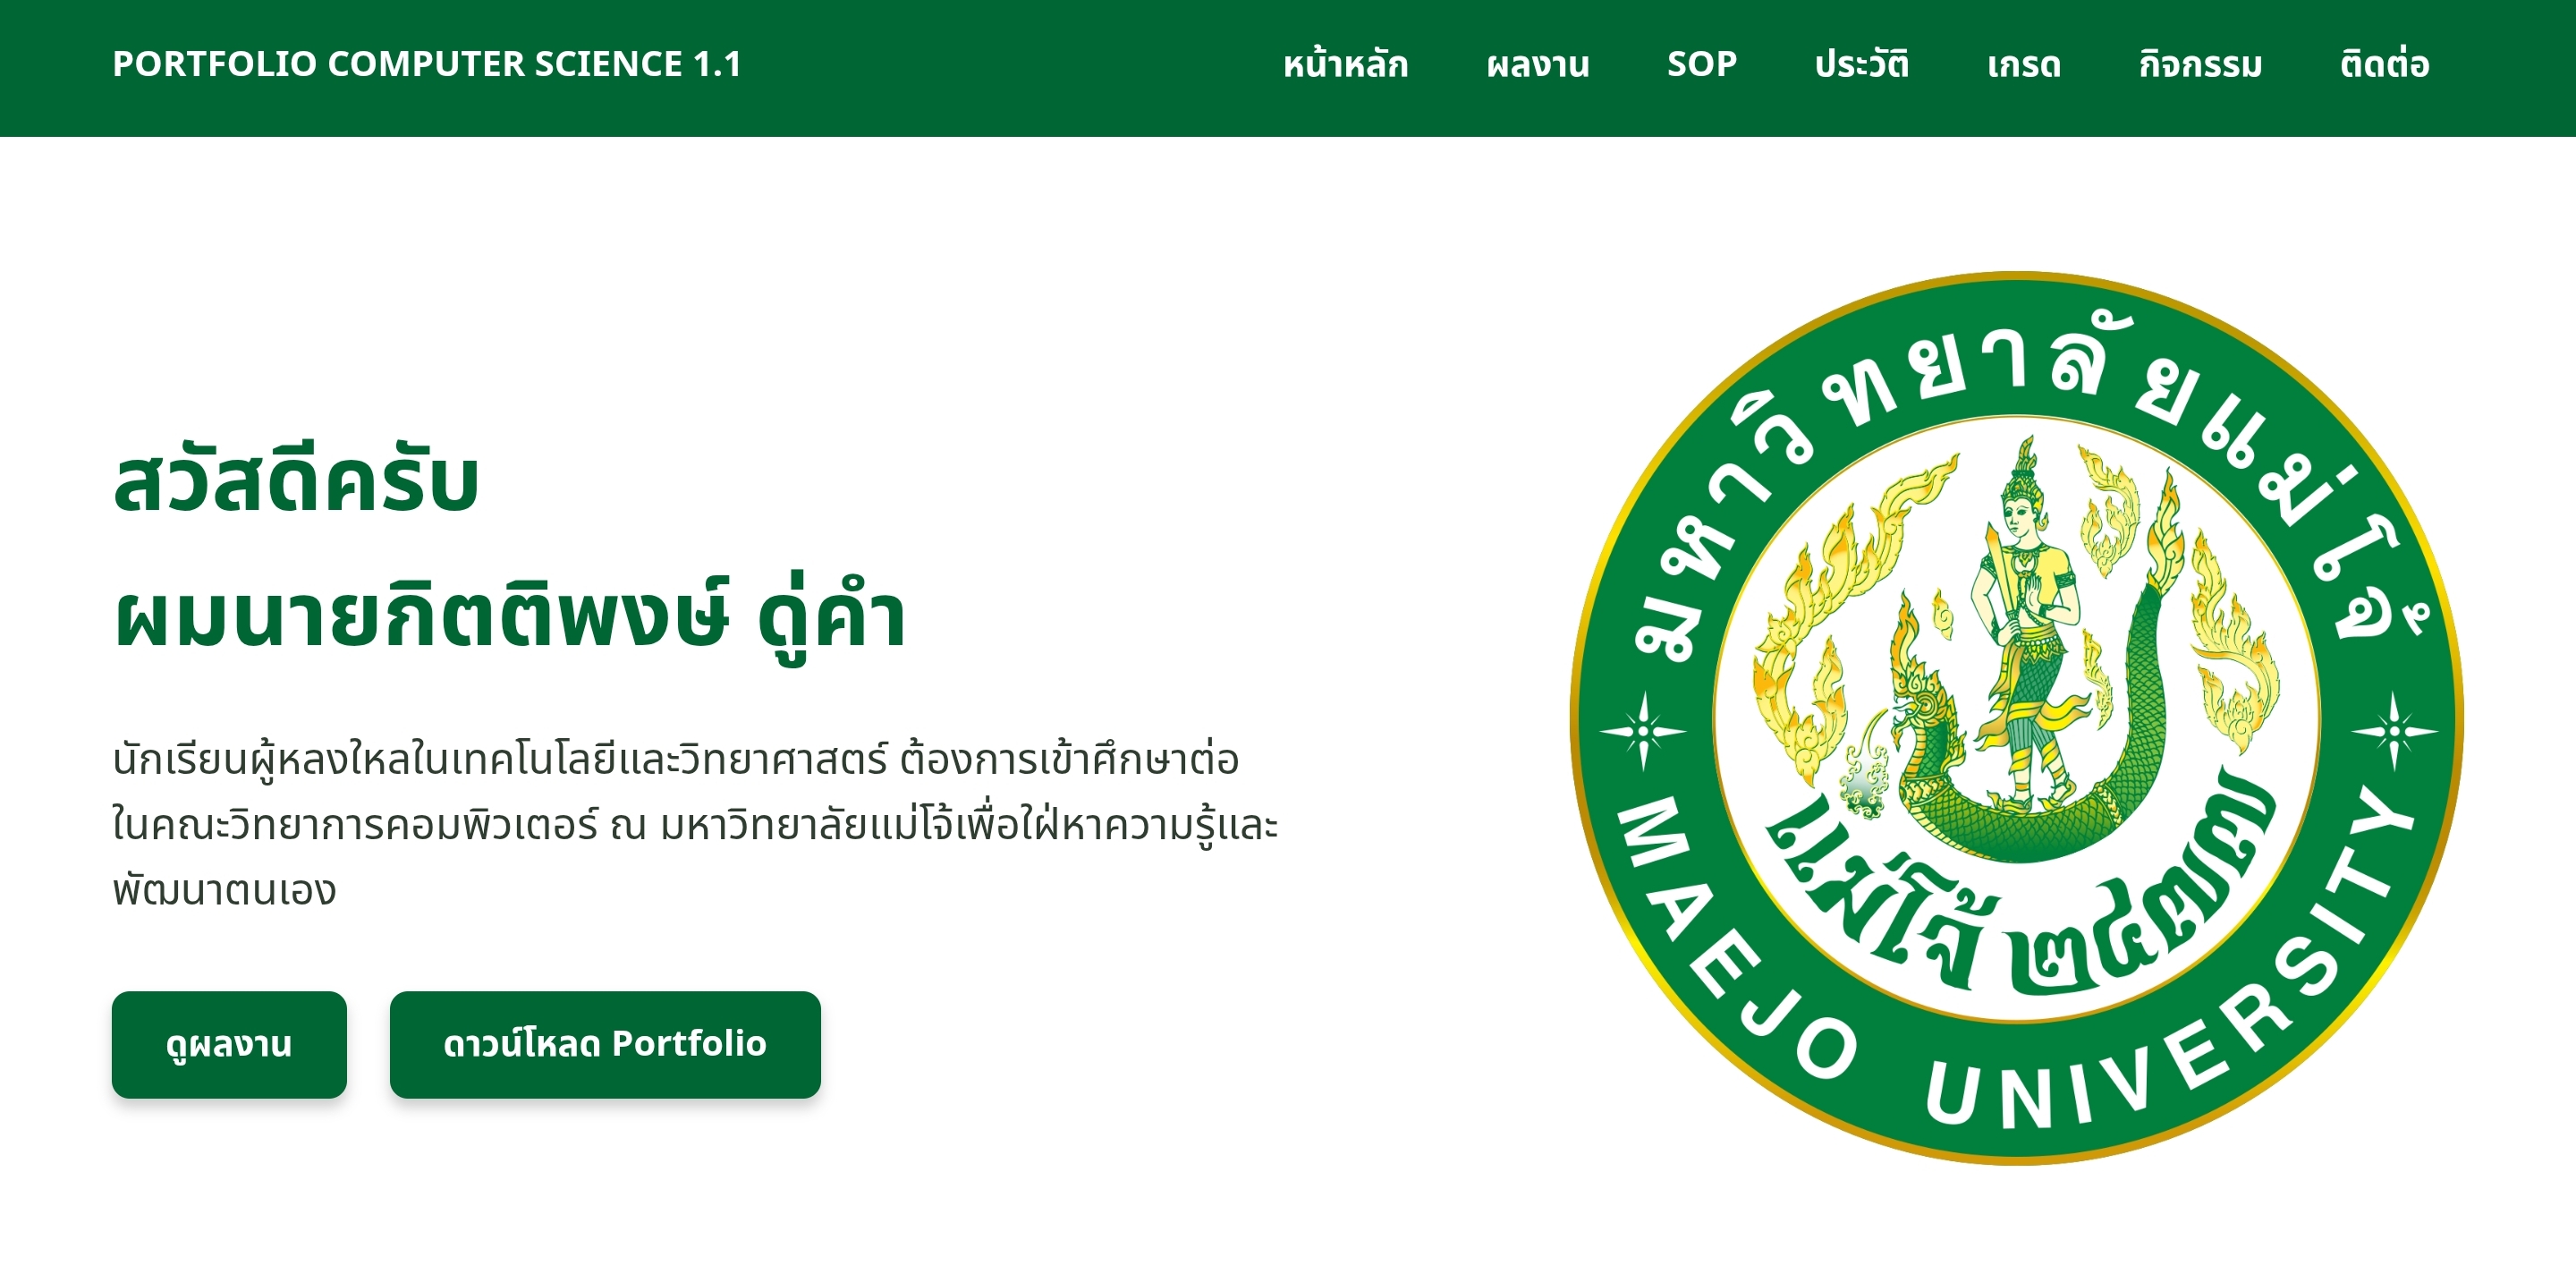 PORTFOLIO COMPUTER SCIENCE 1.1
หน้าหลัก ผลงาน SOP ประวัติ เกรด กิจกรรม ติดต่อ
สวัสดีครับ
ผมนายกิตติพงษ์ ดู่คำ
นักเรียนผู้หลงใหลในเทคโนโลยีและวิทยาศาสตร์ ต้องการเข้าศึกษาต่อ
ในคณะวิทยาการคอมพิวเตอร์ ณ มหาวิทยาลัยแม่โจ้เพื่อใฝ่หาความรู้และ
พัฒนาตนเอง
ดูผลงาน
ดาวน์โหลด Portfolio
มหาวิทยาลัยแม่โจ้
แม่โจ้ ๒๔๗๗
MAEJO UNIVERSITY